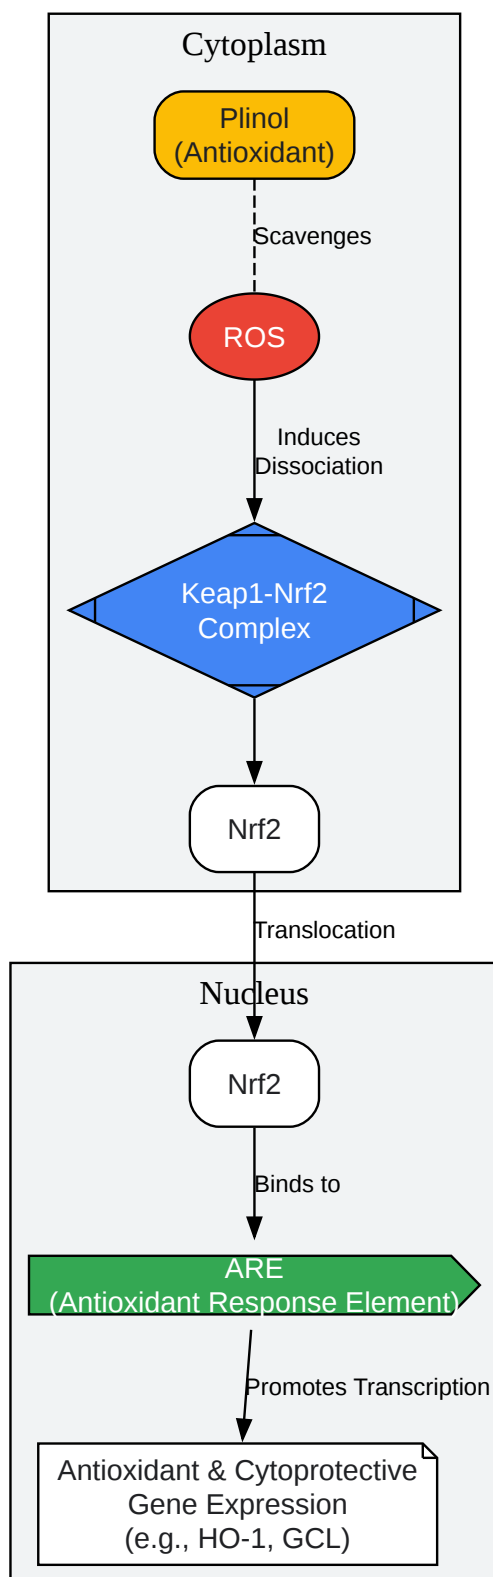 Cytoplasm
Plinol
(Antioxidant)
Scavenges
ROS
Induces
Dissociation
Keap1-Nrf2
Complex
Nrf2
Translocation
Nucleus
Nrf2
Binds to
ARE
(Antioxidant Response Element)
Promotes Transcription
Antioxidant & Cytoprotective
Gene Expression
(e.g., HO-1, GCL)